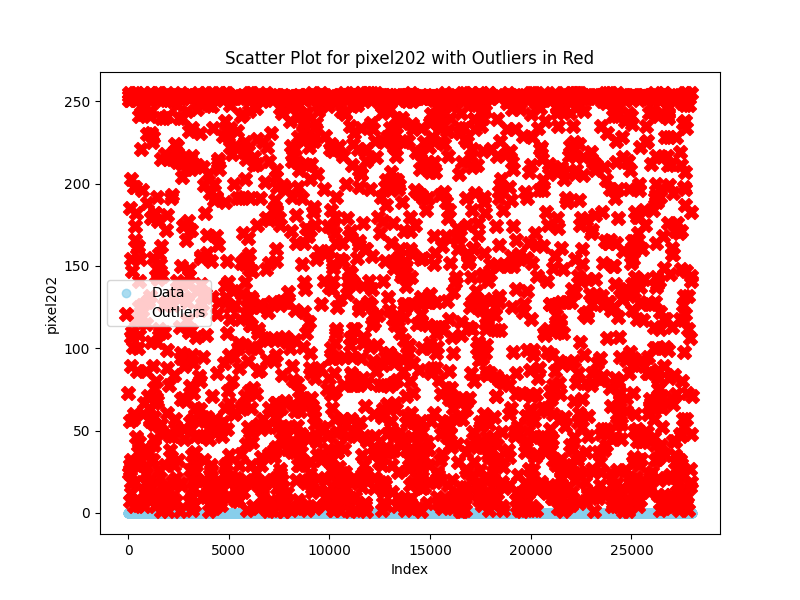 Scatter Plot for pixel202 with Outliers in Red
250
200
150
100
50
0
pixel202
Data
Outliers
0 5000 10000 15000 20000 25000
Index